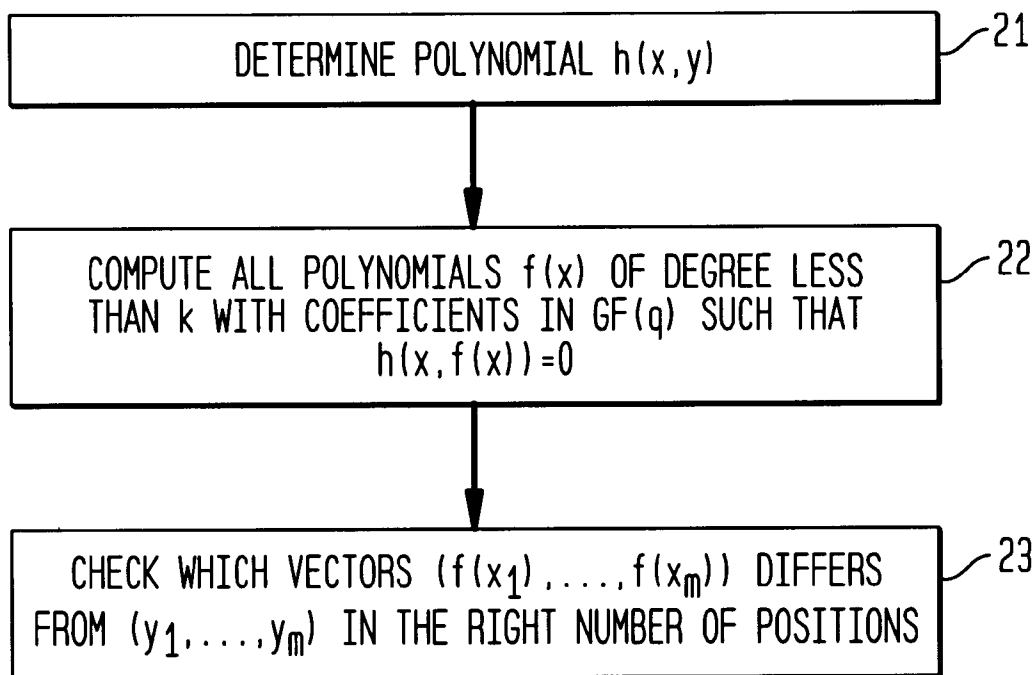 DETERMINE POLYNOMIAL h(x,y)
21
COMPUTE ALL POLYNOMIALS f(x) OF DEGREE LESS
THAN k WITH COEFFICIENTS IN GF(q) SUCH THAT
h(x,f(x))=0
22
CHECK WHICH VECTORS (f(x1),...,f(xm)) DIFFERS
FROM (y1,...,ym) IN THE RIGHT NUMBER OF POSITIONS
23